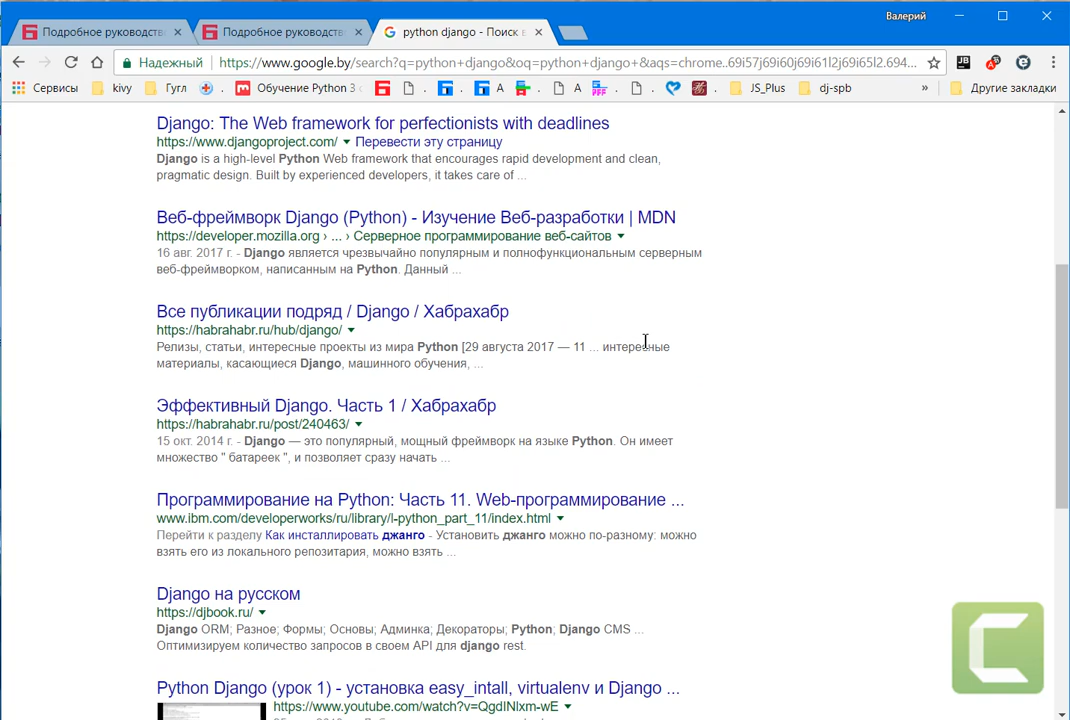 Валерий
Подробное руководств
Подробное руководств
python django - Поиск в
Надежный
https://www.google.by/search?q=python+django&oq=python+django+&aqs=chrome..69i57j69i60j69i61l2j69i65l2.694...
Сервисы
kivy
Гугл
Обучение Python 3
A
A
JS_Plus
dj-spb
»
Другие закладки
Django: The Web framework for perfectionists with deadlines
https://www.djangoproject.com/ Перевести эту страницу
Django is a high-level Python Web framework that encourages rapid development and clean,
pragmatic design. Built by experienced developers, it takes care of ...
Веб-фреймворк Django (Python) - Изучение Веб-разработки | MDN
https://developer.mozilla.org › ... › Серверное программирование веб-сайтов
16 авг. 2017 г. - Django является чрезвычайно популярным и полнофункциональным серверным
веб-фреймворком, написанным на Python. Данный ...
Все публикации подряд / Django / Хабрахабр
https://habrahabr.ru/hub/django/
Релизы, статьи, интересные проекты из мира Python [29 августа 2017 — 11 ... интересные
материалы, касающиеся Django, машинного обучения, ...
Эффективный Django. Часть 1 / Хабрахабр
https://habrahabr.ru/post/240463/
15 окт. 2014 г. - Django — это популярный, мощный фреймворк на языке Python. Он имеет
множество " батареек ", и позволяет сразу начать ...
Программирование на Python: Часть 11. Web-программирование ...
www.ibm.com/developerworks/ru/library/l-python_part_11/index.html
Перейти к разделу Как инсталлировать джанго - Установить джанго можно по-разному: можно
взять его из локального репозитария, можно взять ...
Django на русском
https://djbook.ru/
Django ORM; Разное; Формы; Основы; Админка; Декораторы; Python; Django CMS ...
Оптимизируем количество запросов в своем API для django rest.
Python Django (урок 1) - установка easy_intall, virtualenv и Django ...
https://www.youtube.com/watch?v=QgdINlxm-wE